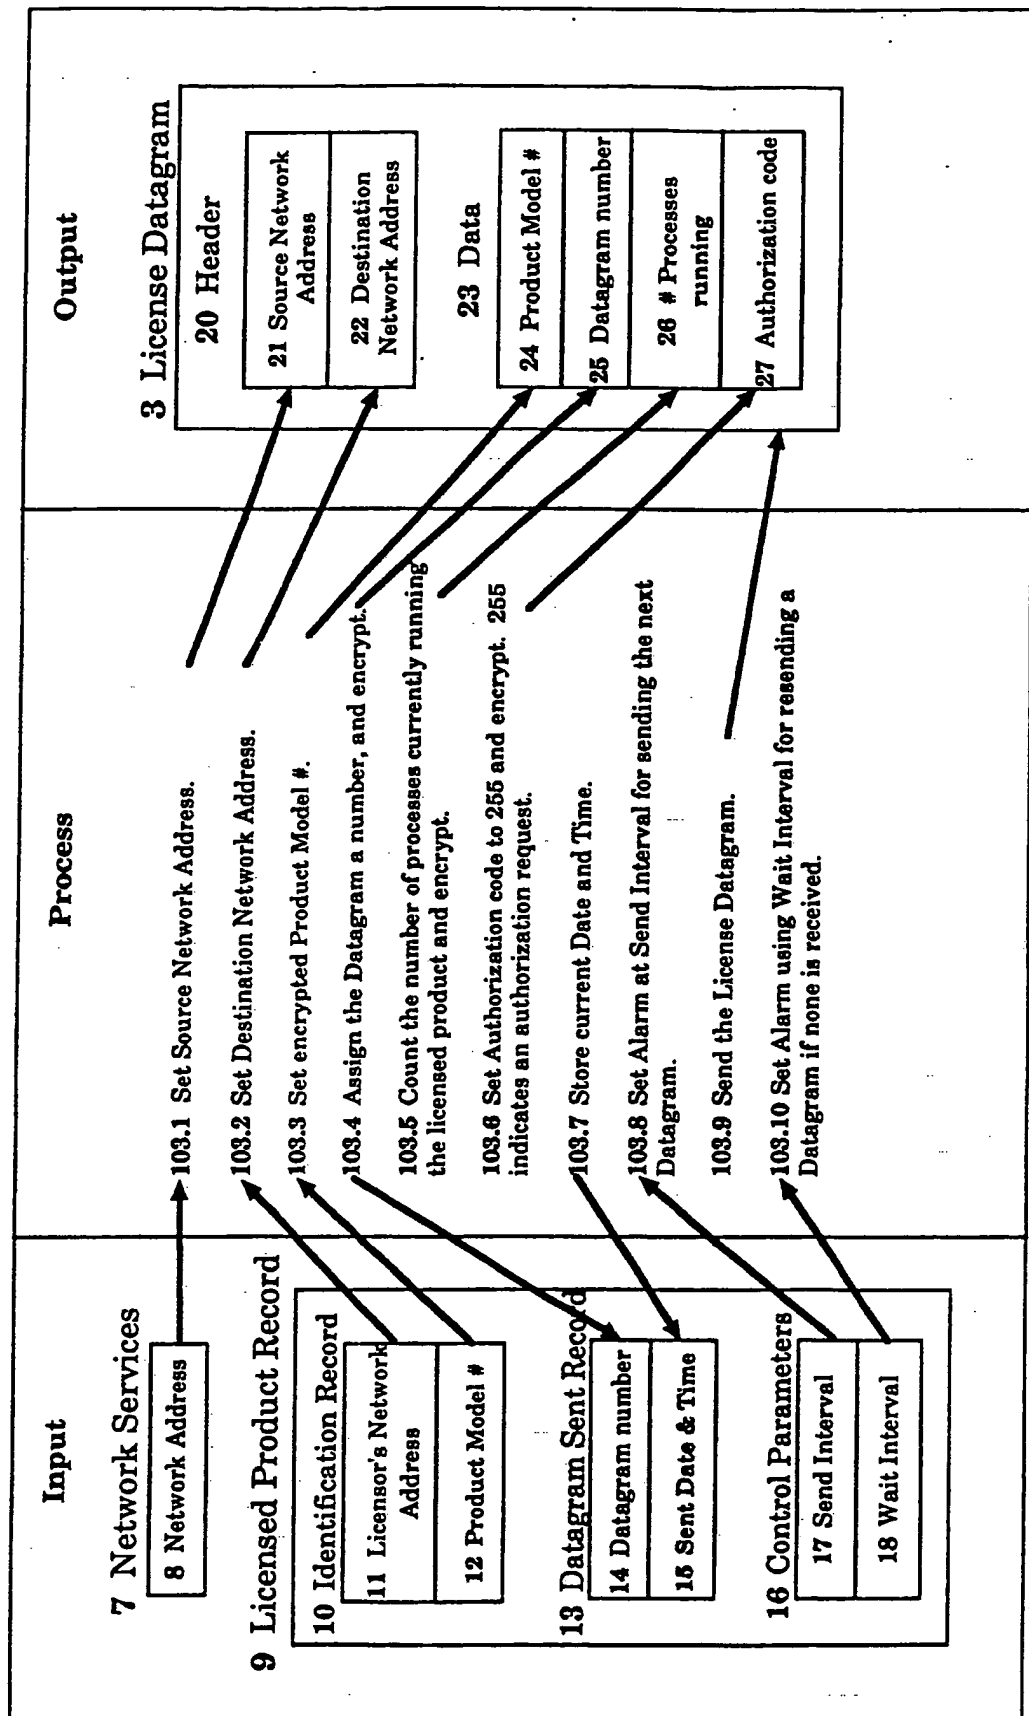 Input
7 Network Services
8 Network Address
9 Licensed Product Record
10 Identification Record
11 Licensor's Network
Address
12 Product Model #
13 Datagram Sent Record
14 Datagram number
15 Sent Date & Time
16 Control Parameters
17 Send Interval
18 Wait Interval
Process
103.1 Set Source Network Address.
103.2 Set Destination Network Address.
103.3 Set encrypted Product Model #.
103.4 Assign the Datagram a number, and encrypt.
103.5 Count the number of processes currently running
the licensed product and encrypt.
103.6 Set Authorization code to 255 and encrypt. 255
indicates an authorization request.
103.7 Store current Date and Time.
103.8 Set Alarm at Send Interval for sending the next
Datagram.
103.9 Send the License Datagram.
103.10 Set Alarm using Wait Interval for resending a
Datagram if none is received.
Output
3 License Datagram
20 Header
21 Source Network
Address
22 Destination
Network Address
23 Data
24 Product Model #
25 Datagram number
26 # Processes
running
27 Authorization code